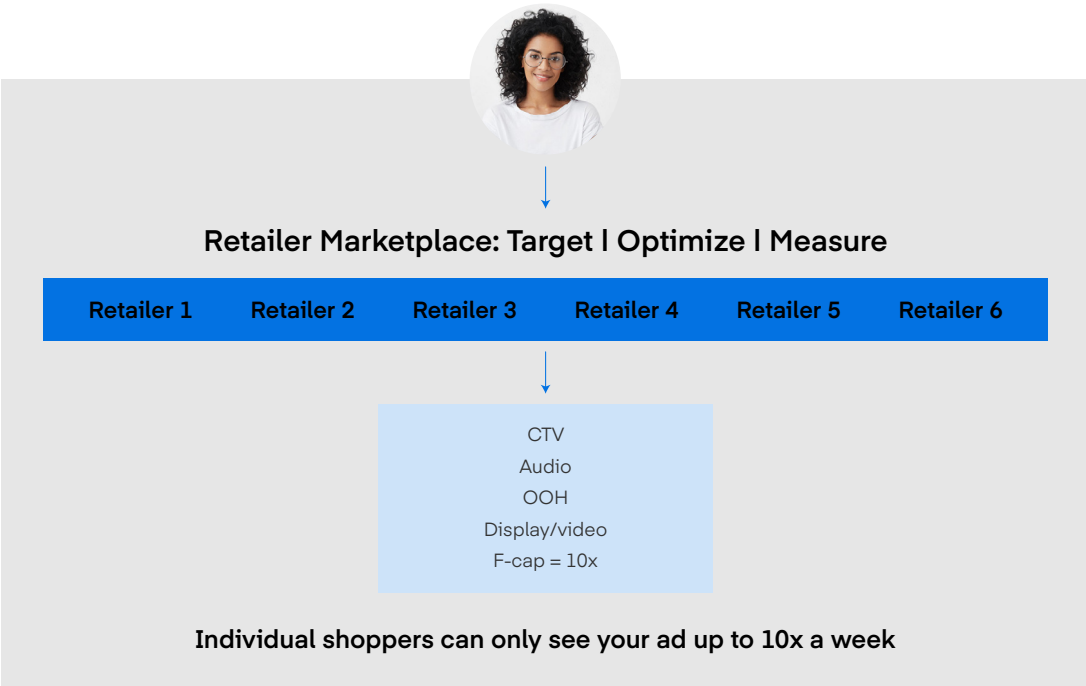 Retailer Marketplace: Target | Optimize | Measure
Retailer 1 Retailer 2 Retailer 3 Retailer 4 Retailer 5 Retailer 6
CTV
Audio
OOH
Display/video
F-cap = 10x
Individual shoppers can only see your ad up to 10x a week